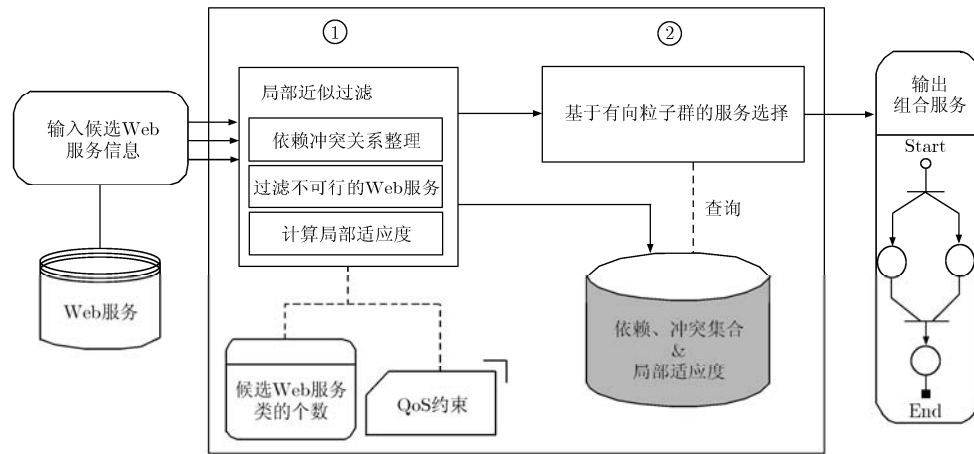 ①
②
局部近似过滤
依赖冲突关系整理
过滤不可行的Web服务
计算局部适应度
输入候选Web
服务信息
Web服务
候选Web服务
类的个数
QoS约束
基于有向粒子群的服务选择
查询
依赖、冲突集合
&
局部适应度
输出
组合服务
Start
End